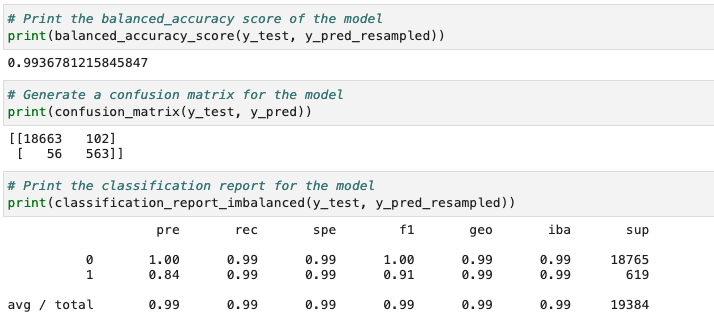 # Print the balanced_accuracy score of the model
print(balanced_accuracy_score(y_test, y_pred_resampled))
0.9936781215845847
# Generate a confusion matrix for the model
print(confusion_matrix(y_test, y_pred))
[[18663   102]
 [   56   563]]
# Print the classification report for the model
print(classification_report_imbalanced(y_test, y_pred_resampled))
pre rec spe f1 geo iba sup
0 1.00 0.99 0.99 1.00 0.99 0.99 18765
1 0.84 0.99 0.99 0.91 0.99 0.99 619
avg / total 0.99 0.99 0.99 0.99 0.99 0.99 19384